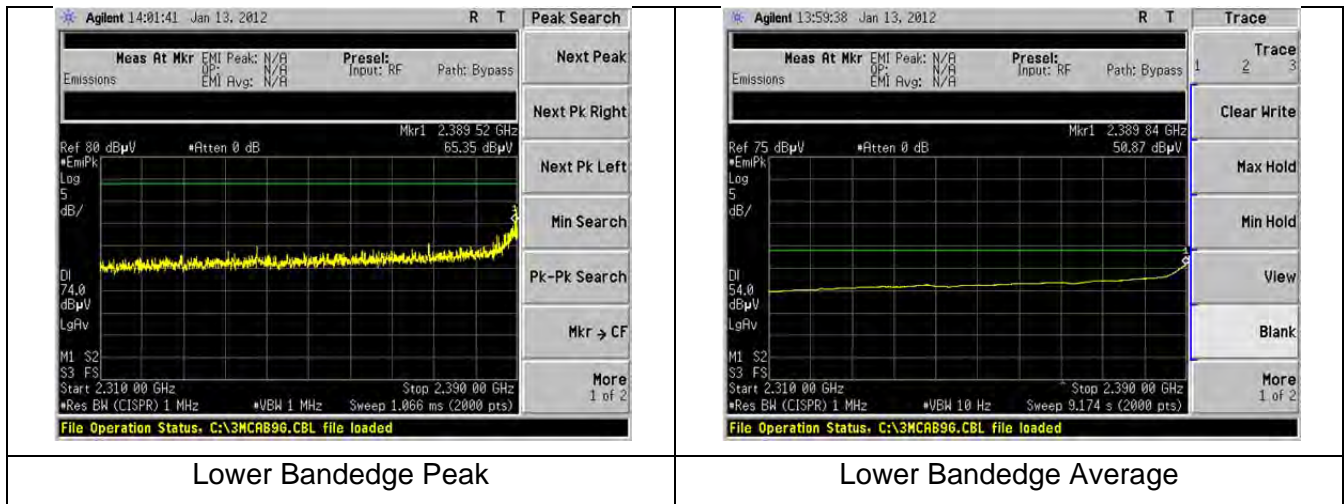 Agilent 14:01:41 Jan 13, 2012 R T Peak Search
Meas At Mkr EMI Peak: N/A Presel:
QP: N/A Input: RF Path: Bypass
Emissions EMI Avg: N/A
Mkr1 2.389 52 GHz
Ref 80 dBµV #Atten 0 dB 65.35 dBµV
#EmiPk
Log
5
dB/
DI
74.0
dBµV
LgAv
M1 S2
S3 FS
Start 2.310 00 GHz Stop 2.390 00 GHz
#Res BW (CISPR) 1 MHz #VBW 1 MHz Sweep 1.066 ms (2000 pts)
File Operation Status, C:\3MCAB9G.CBL file loaded
Next Peak
Next Pk Right
Next Pk Left
Min Search
Pk-Pk Search
Mkr → CF
More
1 of 2
Lower Bandedge Peak
Agilent 13:59:38 Jan 13, 2012 R T Trace
Meas At Mkr EMI Peak: N/A Presel:
QP: N/A Input: RF Path: Bypass
Emissions EMI Avg: N/A
Mkr1 2.389 84 GHz
Ref 75 dBµV #Atten 0 dB 50.87 dBµV
#EmiPk
Log
5
dB/
1
DI
54.0
dBµV
LgAv
M1 S2
S3 FS
Start 2.310 00 GHz Stop 2.390 00 GHz
#Res BW (CISPR) 1 MHz #VBW 10 Hz Sweep 9.174 s (2000 pts)
File Operation Status, C:\3MCAB9G.CBL file loaded
Trace
1 2 3
Clear Write
Max Hold
Min Hold
View
Blank
More
1 of 2
Lower Bandedge Average